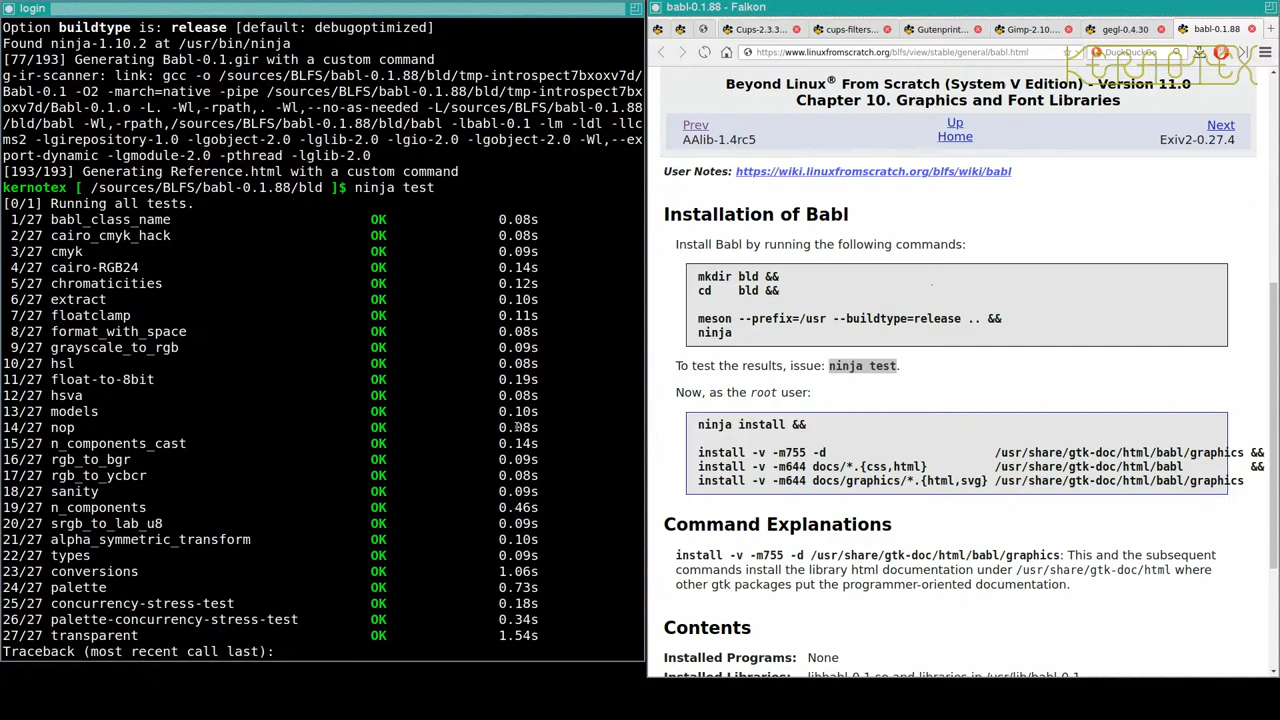 login
Option buildtype is: release [default: debugoptimized]
Found ninja-1.10.2 at /usr/bin/ninja
[77/193] Generating Babl-0.1.gir with a custom command
g-ir-scanner: link: gcc -o /sources/BLFS/babl-0.1.88/bld/tmp-introspect7bxoxv7d/
Babl-0.1 -O2 -march=native -pipe /sources/BLFS/babl-0.1.88/bld/tmp-introspect7bx
oxv7d/Babl-0.1.o -L. -Wl,-rpath,. -Wl,--no-as-needed -L/sources/BLFS/babl-0.1.88
/bld/babl -Wl,-rpath,/sources/BLFS/babl-0.1.88/bld/babl -lbabl-0.1 -lm -ldl -llc
ms2 -lgirepository-1.0 -lgobject-2.0 -lglib-2.0 -lgio-2.0 -lgobject-2.0 -Wl,--ex
port-dynamic -lgmodule-2.0 -pthread -lglib-2.0
[193/193] Generating Reference.html with a custom command
kernotex [ /sources/BLFS/babl-0.1.88/bld ]$ ninja test
[0/1] Running all tests.
1/27 babl_class_name OK 0.08s
2/27 cairo_cmyk_hack OK 0.08s
3/27 cmyk OK 0.09s
4/27 cairo-RGB24 OK 0.14s
5/27 chromaticities OK 0.12s
6/27 extract OK 0.10s
7/27 floatclamp OK 0.11s
8/27 format_with_space OK 0.08s
9/27 grayscale_to_rgb OK 0.09s
10/27 hsl OK 0.08s
11/27 float-to-8bit OK 0.19s
12/27 hsva OK 0.08s
13/27 models OK 0.10s
14/27 nop OK 0.08s
15/27 n_components_cast OK 0.14s
16/27 rgb_to_bgr OK 0.09s
17/27 rgb_to_ycbcr OK 0.08s
18/27 sanity OK 0.09s
19/27 n_components OK 0.46s
20/27 srgb_to_lab_u8 OK 0.09s
21/27 alpha_symmetric_transform OK 0.10s
22/27 types OK 0.09s
23/27 conversions OK 1.06s
24/27 palette OK 0.73s
25/27 concurrency-stress-test OK 0.18s
26/27 palette-concurrency-stress-test OK 0.34s
27/27 transparent OK 1.54s
Traceback (most recent call last):
babl-0.1.88 - Falkon
Cups-2.3.3... cups-filters... Gutenprint... Gimp-2.10.... gegl-0.4.30 babl-0.1.88
https://www.linuxfromscratch.org/blfs/view/stable/general/babl.html DuckDuckGo
KERNOTEX
Beyond Linux® From Scratch (System V Edition) - Version 11.0
Chapter 10. Graphics and Font Libraries
Prev Up Next
AAlib-1.4rc5 Home Exiv2-0.27.4
User Notes: https://wiki.linuxfromscratch.org/blfs/wiki/babl
Installation of Babl
Install Babl by running the following commands:
mkdir bld &&
cd bld &&
meson --prefix=/usr --buildtype=release .. &&
ninja
To test the results, issue: ninja test.
Now, as the root user:
ninja install &&
install -v -m755 -d /usr/share/gtk-doc/html/babl/graphics &&
install -v -m644 docs/*.{css,html} /usr/share/gtk-doc/html/babl &&
install -v -m644 docs/graphics/*.{html,svg} /usr/share/gtk-doc/html/babl/graphics
Command Explanations
install -v -m755 -d /usr/share/gtk-doc/html/babl/graphics: This and the subsequent
commands install the library html documentation under /usr/share/gtk-doc/html where
other gtk packages put the programmer-oriented documentation.
Contents
Installed Programs: None
Installed Libraries: libbabl-0.1.so and libraries in /usr/lib/babl-0.1